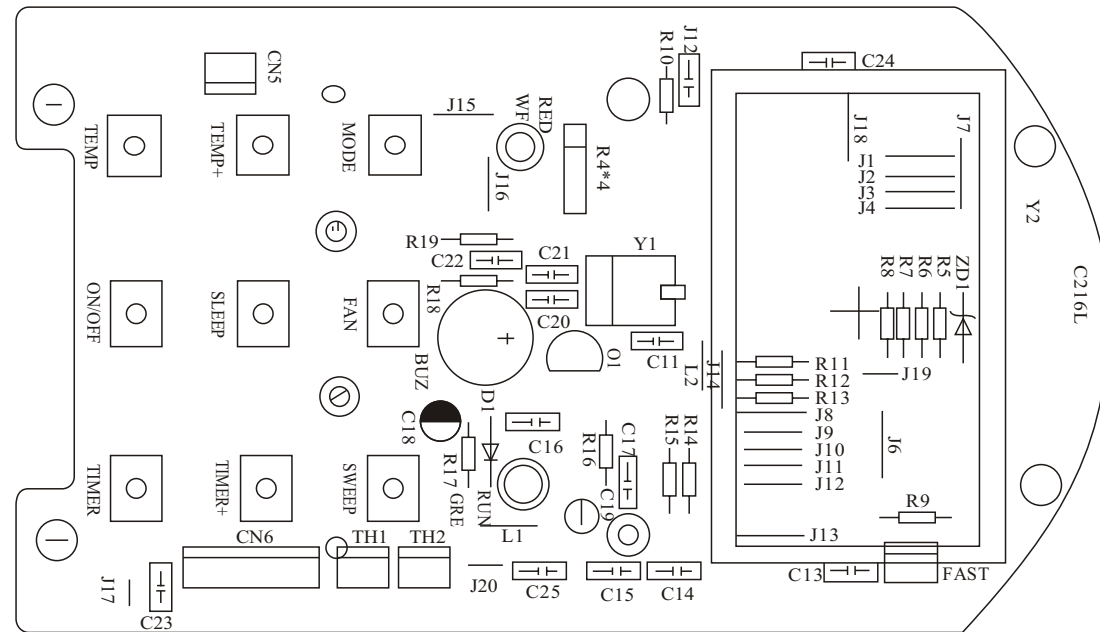 CN5
J15
WF
RED
R10
J12
C24
TEMP
TEMP+
MODE
J16
R4*4
J18
J7
J1
J2
J3
J4
Y2
C216L
R19
C22
C21
Y1
R18
C20
ON/OFF
SLEEP
FAN
BUZ
O1
C11
L2
J14
R8
R7
R6
R5
ZD1
R11
R12
R13
J19
J8
J9
J10
J11
J12
J6
C18
D1
C16
R17
GRE
RUN
L1
R16
C17
C19
R15
R14
R9
J13
TIMER
TIMER+
SWEEP
CN6
TH1
TH2
J17
C23
J20
C25
C15
C14
C13
FAST